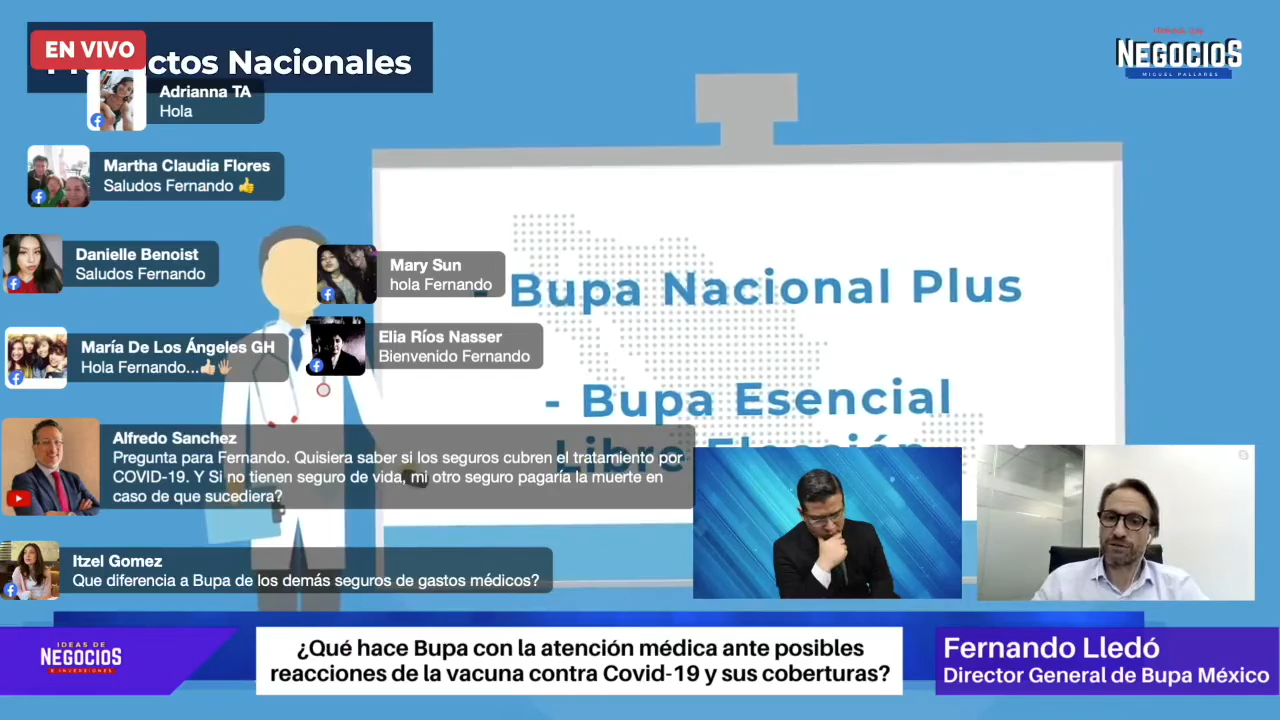 EN VIVO
Productos Nacionales
NEGOCIOS
MIGUEL PALLARES
Adrianna TA
Hola
Martha Claudia Flores
Saludos Fernando 👍
Danielle Benoist
Saludos Fernando
Mary Sun
hola Fernando
- Bupa Nacional Plus
María De Los Ángeles GH
Hola Fernando...👍🏻🖐🏼
Elia Ríos Nasser
Bienvenido Fernando
- Bupa Esencial
Libre Elección
Alfredo Sanchez
Pregunta para Fernando. Quisiera saber si los seguros cubren el tratamiento por
COVID-19. Y Si no tienen seguro de vida, mi otro seguro pagaría la muerte en
caso de que sucediera?
Itzel Gomez
Que diferencia a Bupa de los demás seguros de gastos médicos?
IDEAS DE
NEGOCIOS
E INVERSIONES
¿Qué hace Bupa con la atención médica ante posibles
reacciones de la vacuna contra Covid-19 y sus coberturas?
Fernando Lledó
Director General de Bupa México